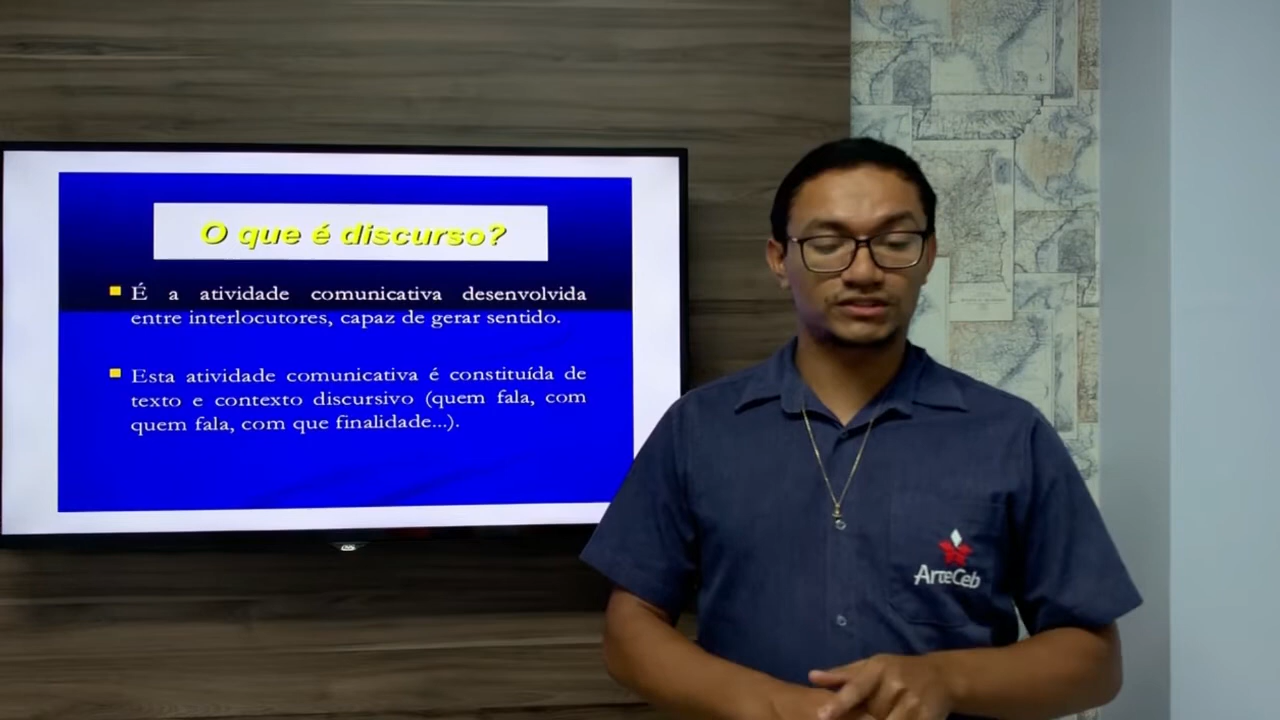 O que é discurso?
É a atividade comunicativa desenvolvida
entre interlocutores, capaz de gerar sentido.
Esta atividade comunicativa é constituída de
texto e contexto discursivo (quem fala, com
quem fala, com que finalidade...).
ArteCeb